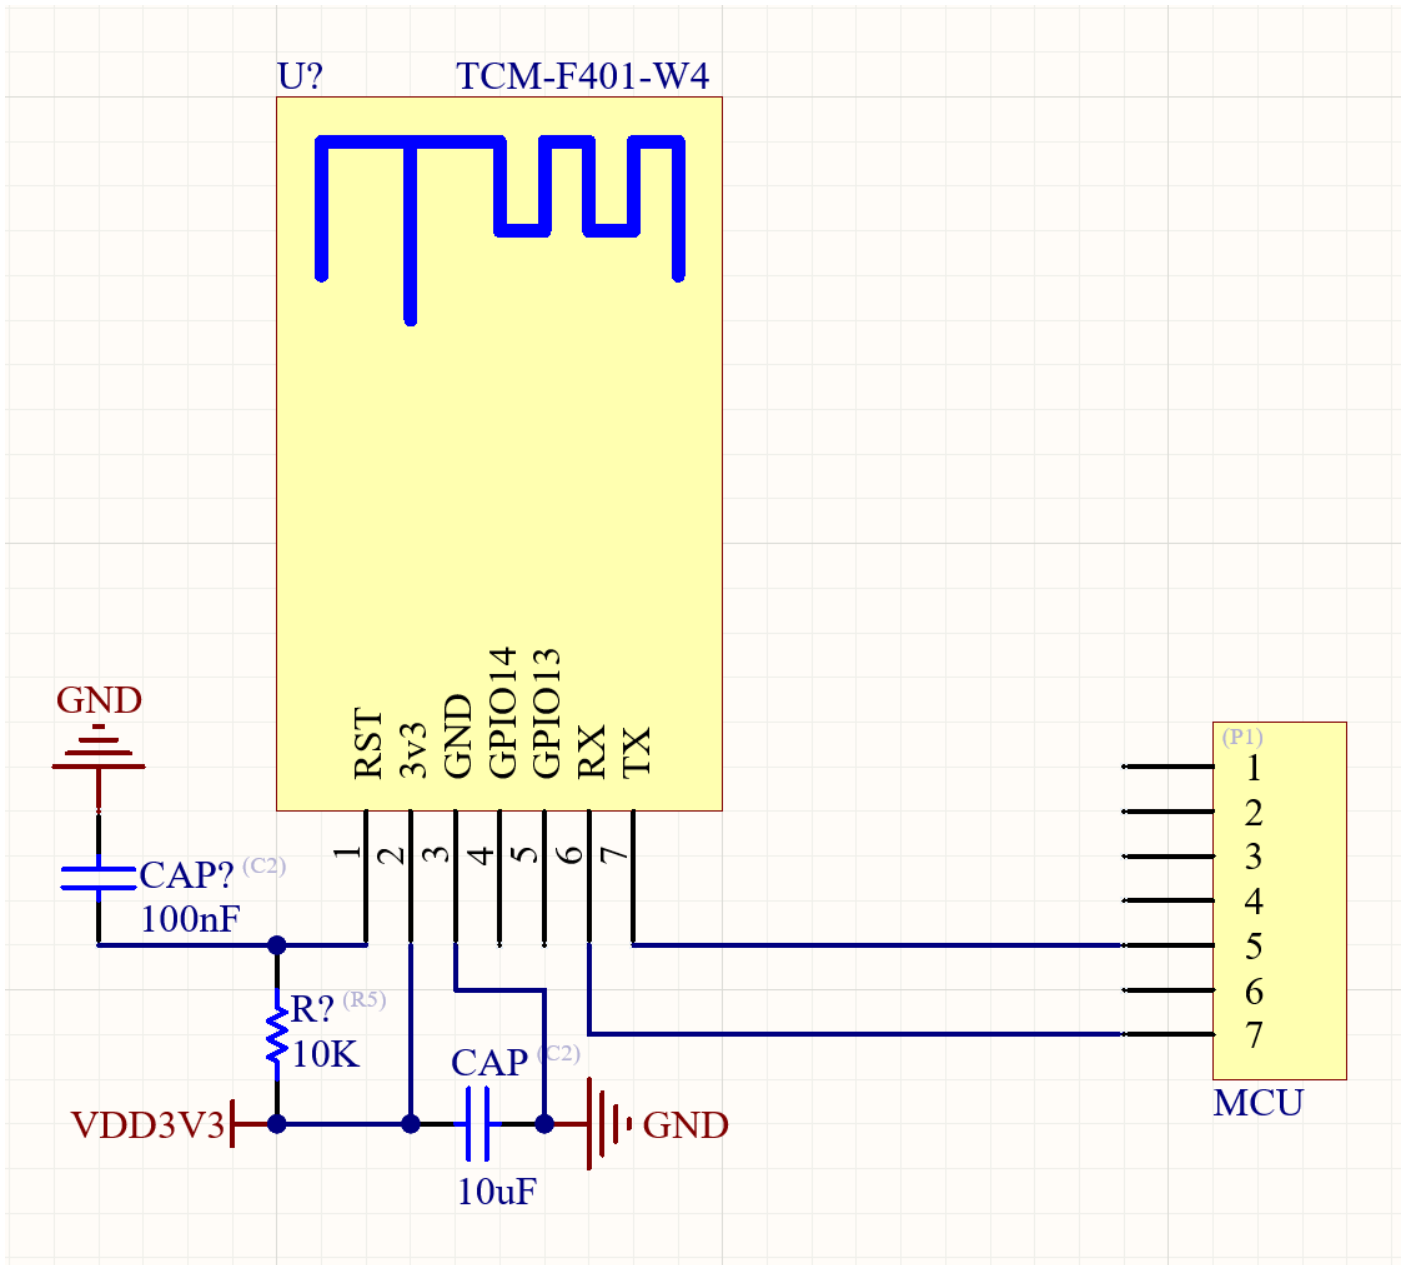 U? TCM-F401-W4
RST
3v3
GND
GPIO14
GPIO13
RX
TX
1
2
3
4
5
6
7
GND
CAP? (C2)
100nF
R? (R5)
10K
VDD3V3
CAP (C2)
10uF
GND
(P1)
1
2
3
4
5
6
7
MCU